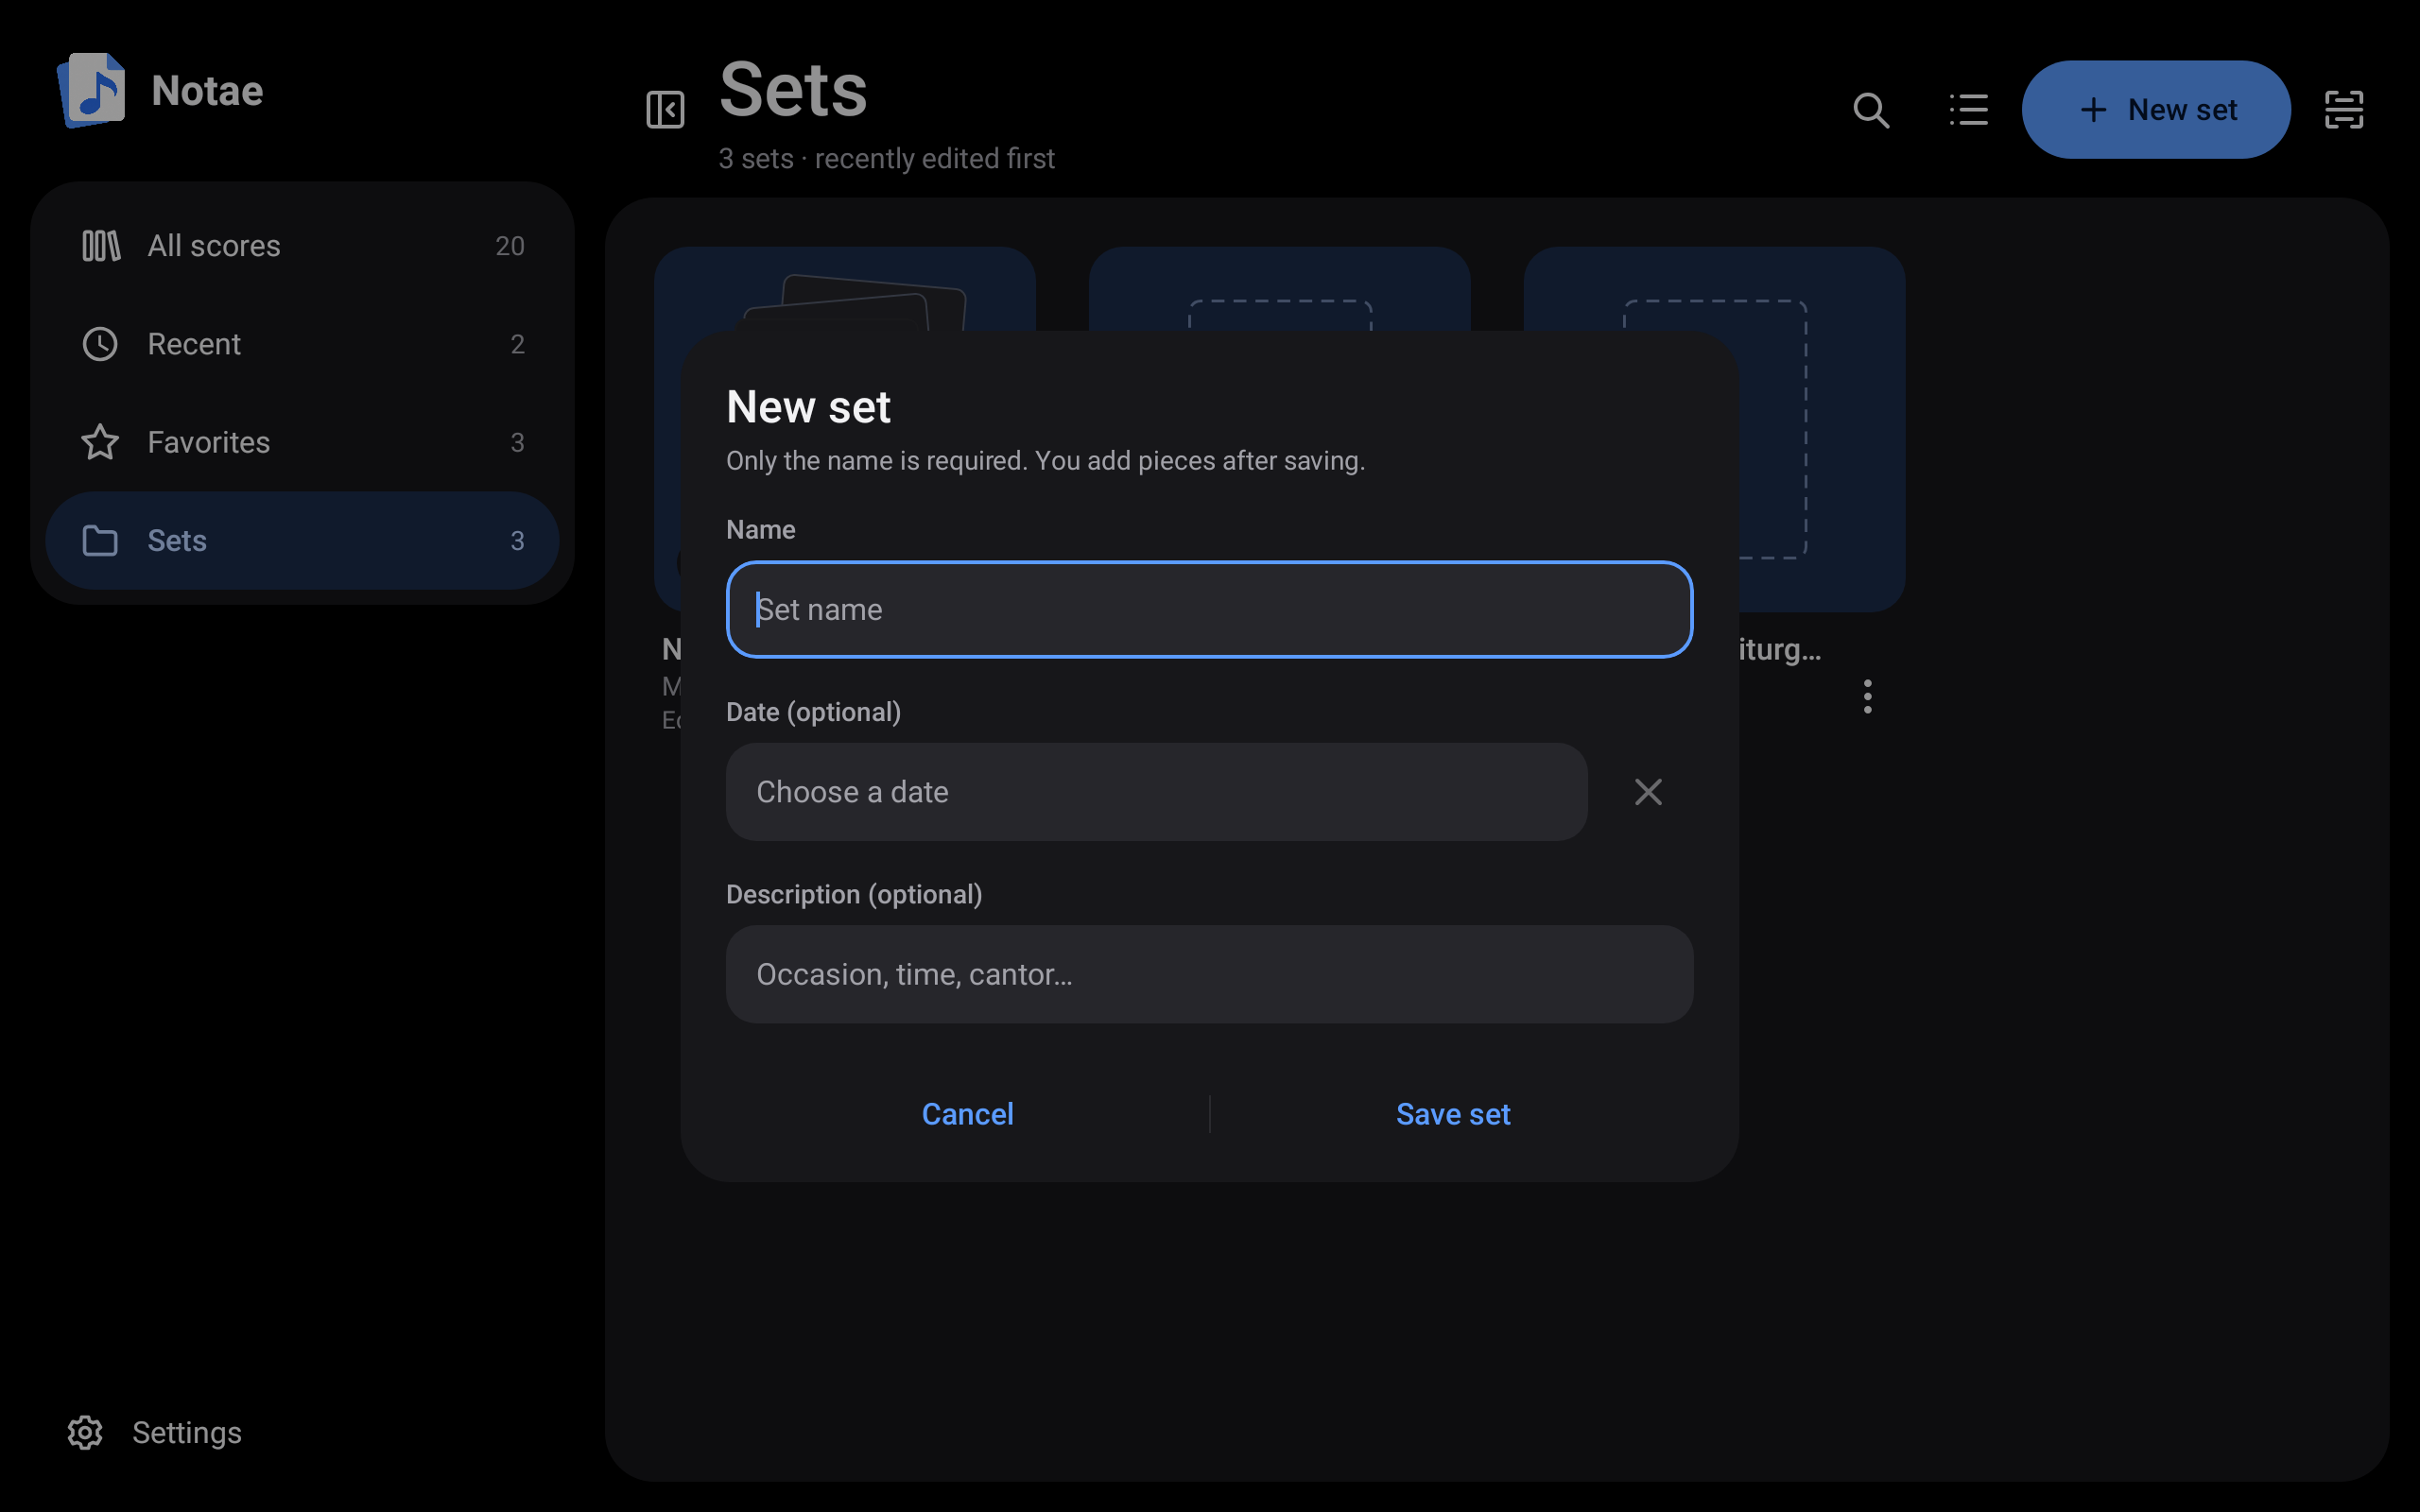 Notae
All scores 20
Recent 2
Favorites 3
Sets 3
Settings
Sets
3 sets · recently edited first
New set
New set
Only the name is required. You add pieces after saving.
Name
Set name
Date (optional)
Choose a date
Description (optional)
Occasion, time, cantor…
Cancel
Save set